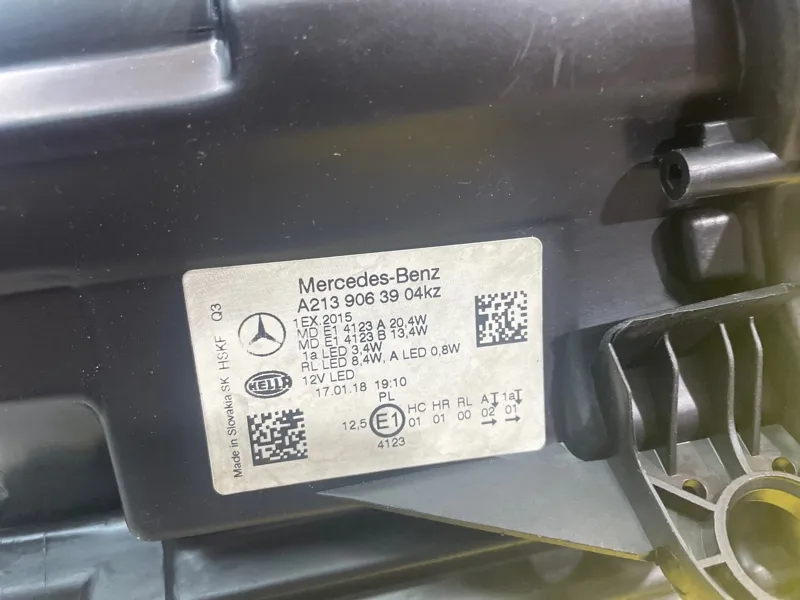 Mercedes-Benz
A213 906 39 04kz
1EX.2015
MD E1 4123 A 20,4W
MD E1 4123 B 13,4W
1a LED 3,4W
RL LED 8,4W, A LED 0,8W
12V LED
17.01.18 19:10
PL
HC HR RL A 1a
12,5 E1 01 01 00 02 01
4123
HELLA
Made in Slovakia SK HSKF Q3